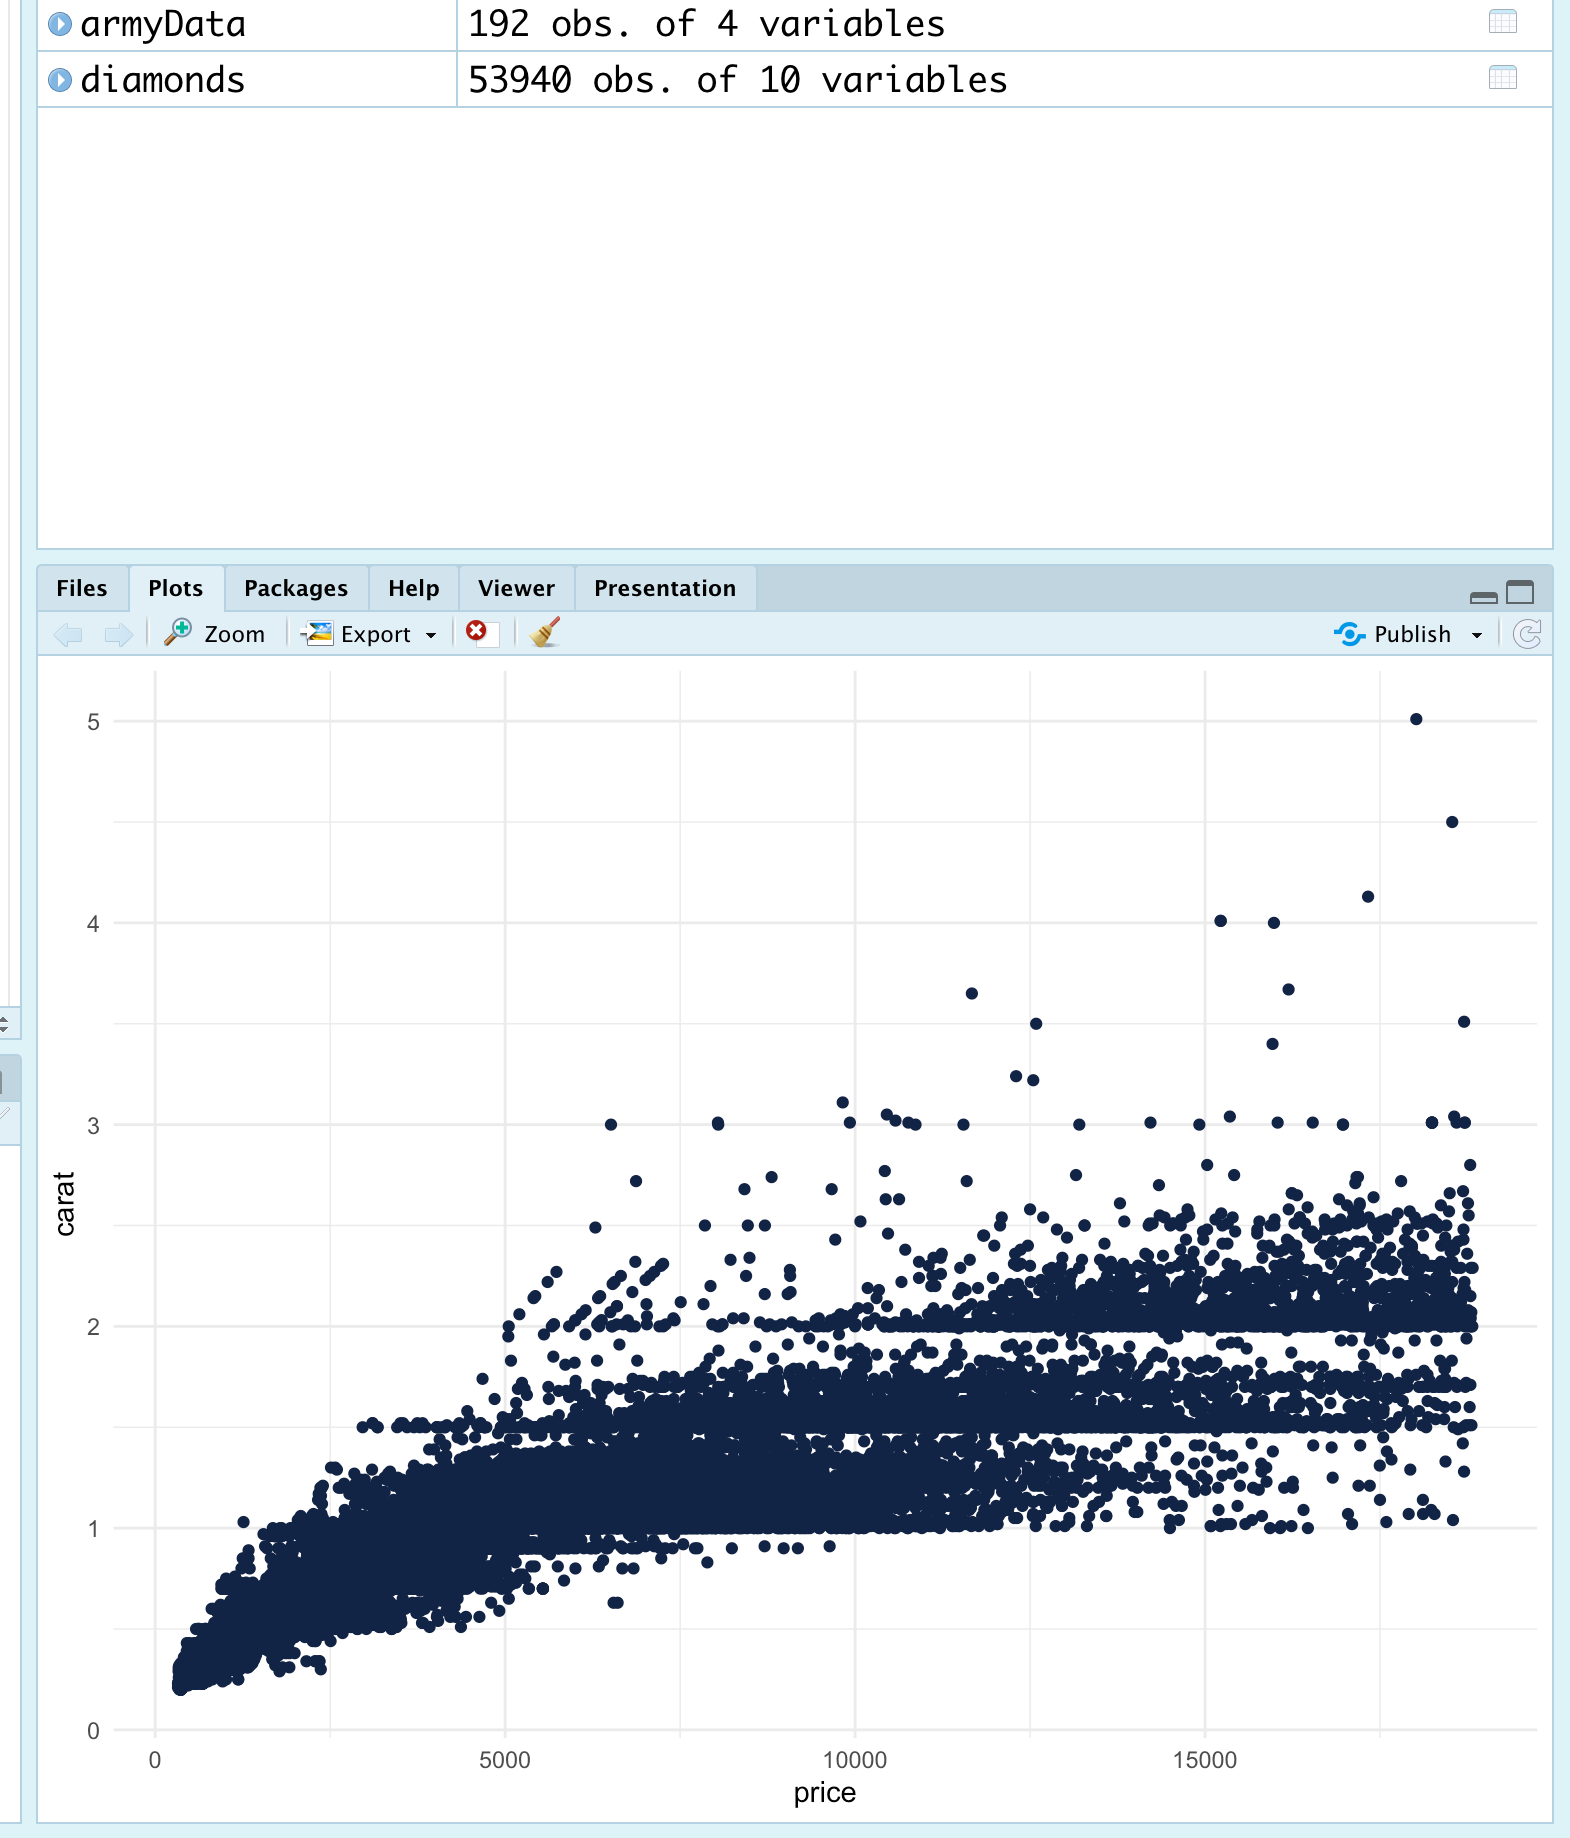 armyData 192 obs. of 4 variables
diamonds 53940 obs. of 10 variables
Files Plots Packages Help Viewer Presentation
Zoom Export Publish
5
4
3
2
1
0
carat
0 5000 10000 15000
price